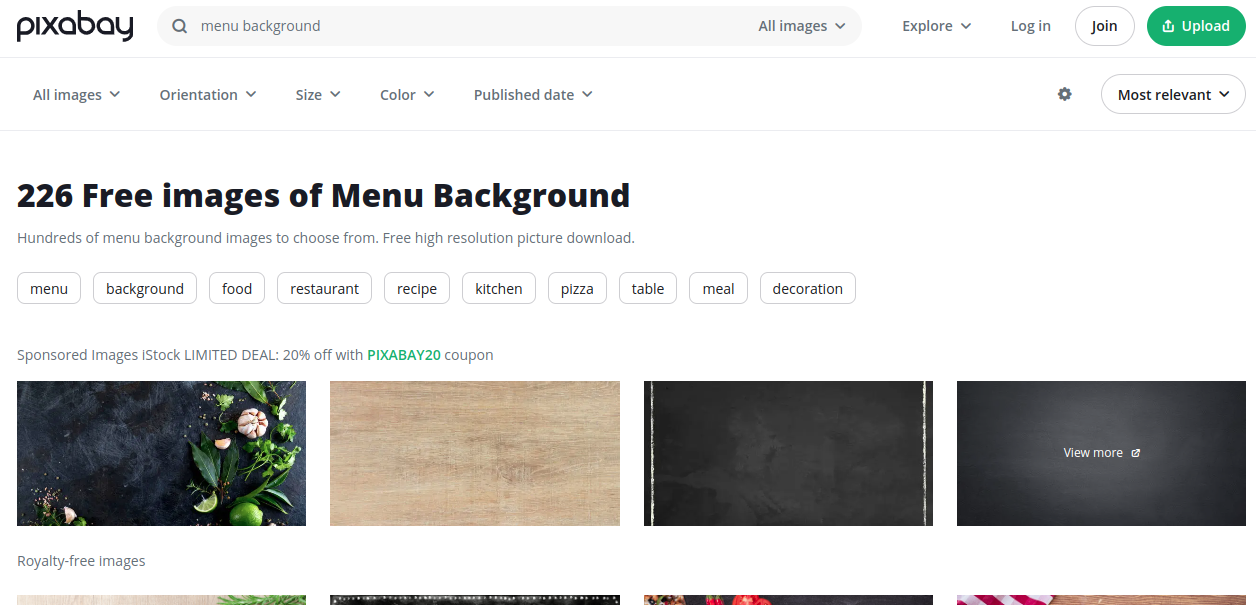 pixabay menu background All images Explore Log in Join Upload
All images Orientation Size Color Published date Most relevant
226 Free images of Menu Background
Hundreds of menu background images to choose from. Free high resolution picture download.
menu background food restaurant recipe kitchen pizza table meal decoration
Sponsored Images iStock LIMITED DEAL: 20% off with PIXABAY20 coupon
View more
Royalty-free images